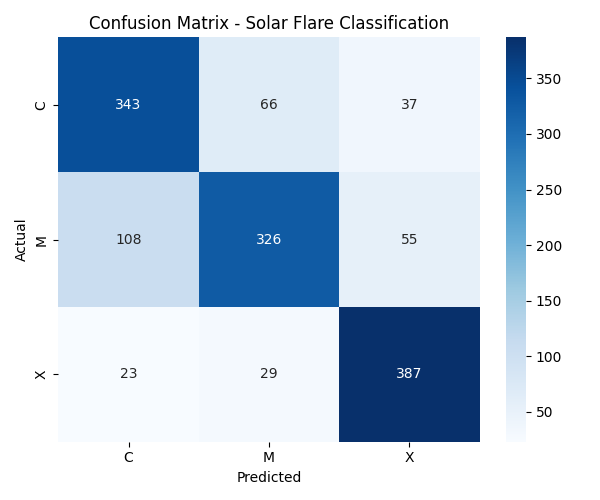 Confusion Matrix - Solar Flare Classification
Actual
C
343
66
37
M
108
326
55
X
23
29
387
C
M
X
Predicted
350
300
250
200
150
100
50